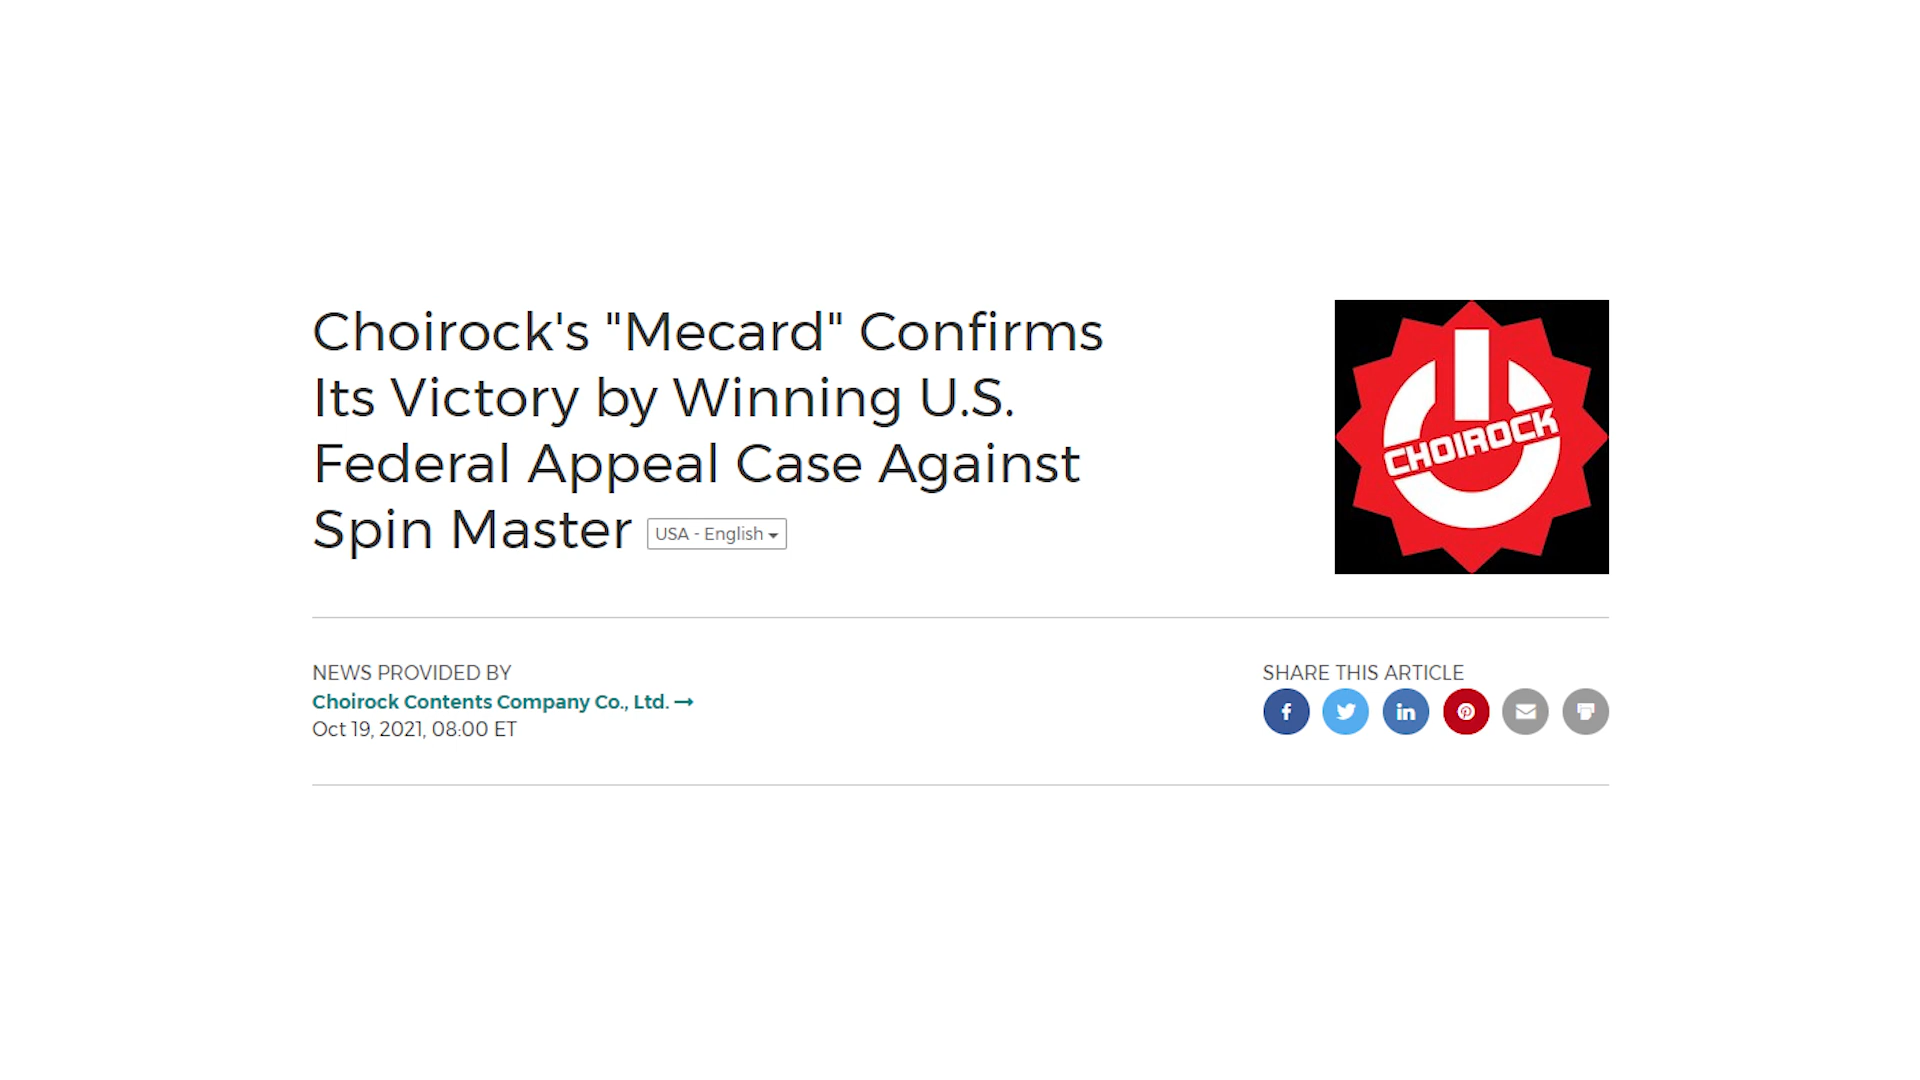 Choirock's "Mecard" Confirms
Its Victory by Winning U.S.
Federal Appeal Case Against
Spin Master USA - English
CHOIROCK
NEWS PROVIDED BY
Choirock Contents Company Co., Ltd.
Oct 19, 2021, 08:00 ET
SHARE THIS ARTICLE